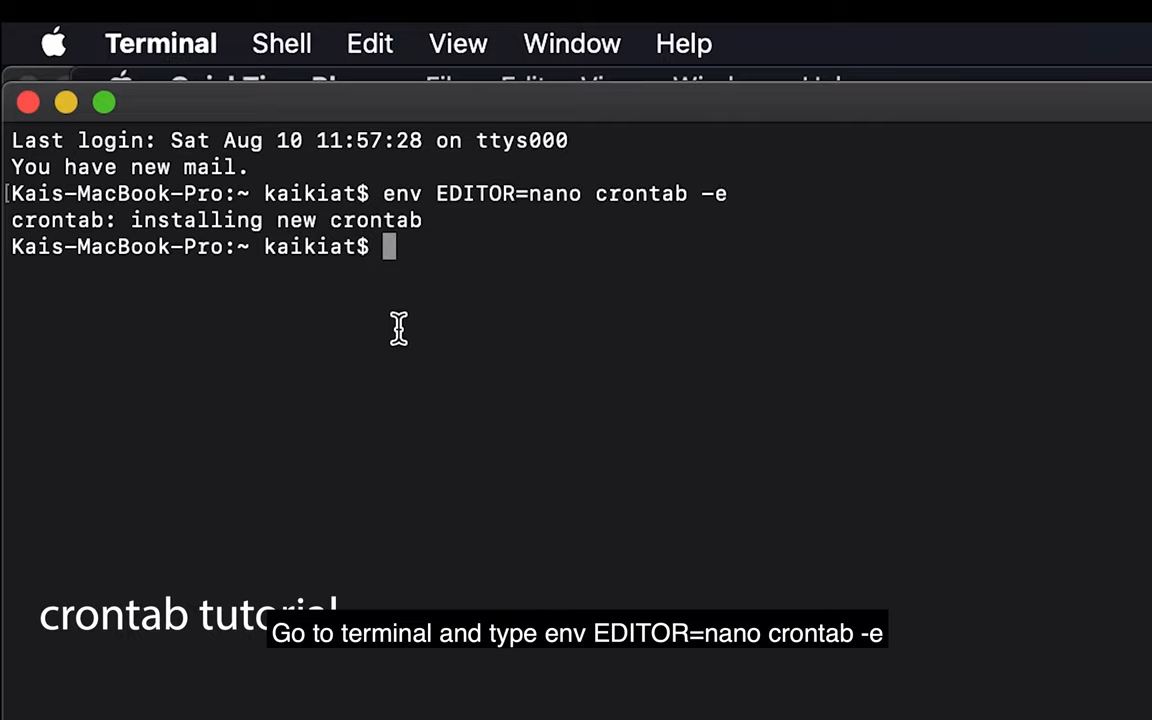 Terminal Shell Edit View Window Help
Last login: Sat Aug 10 11:57:28 on ttys000
You have new mail.
[Kais-MacBook-Pro:~ kaikiat$ env EDITOR=nano crontab -e
crontab: installing new crontab
Kais-MacBook-Pro:~ kaikiat$
crontab tutorial
Go to terminal and type env EDITOR=nano crontab -e